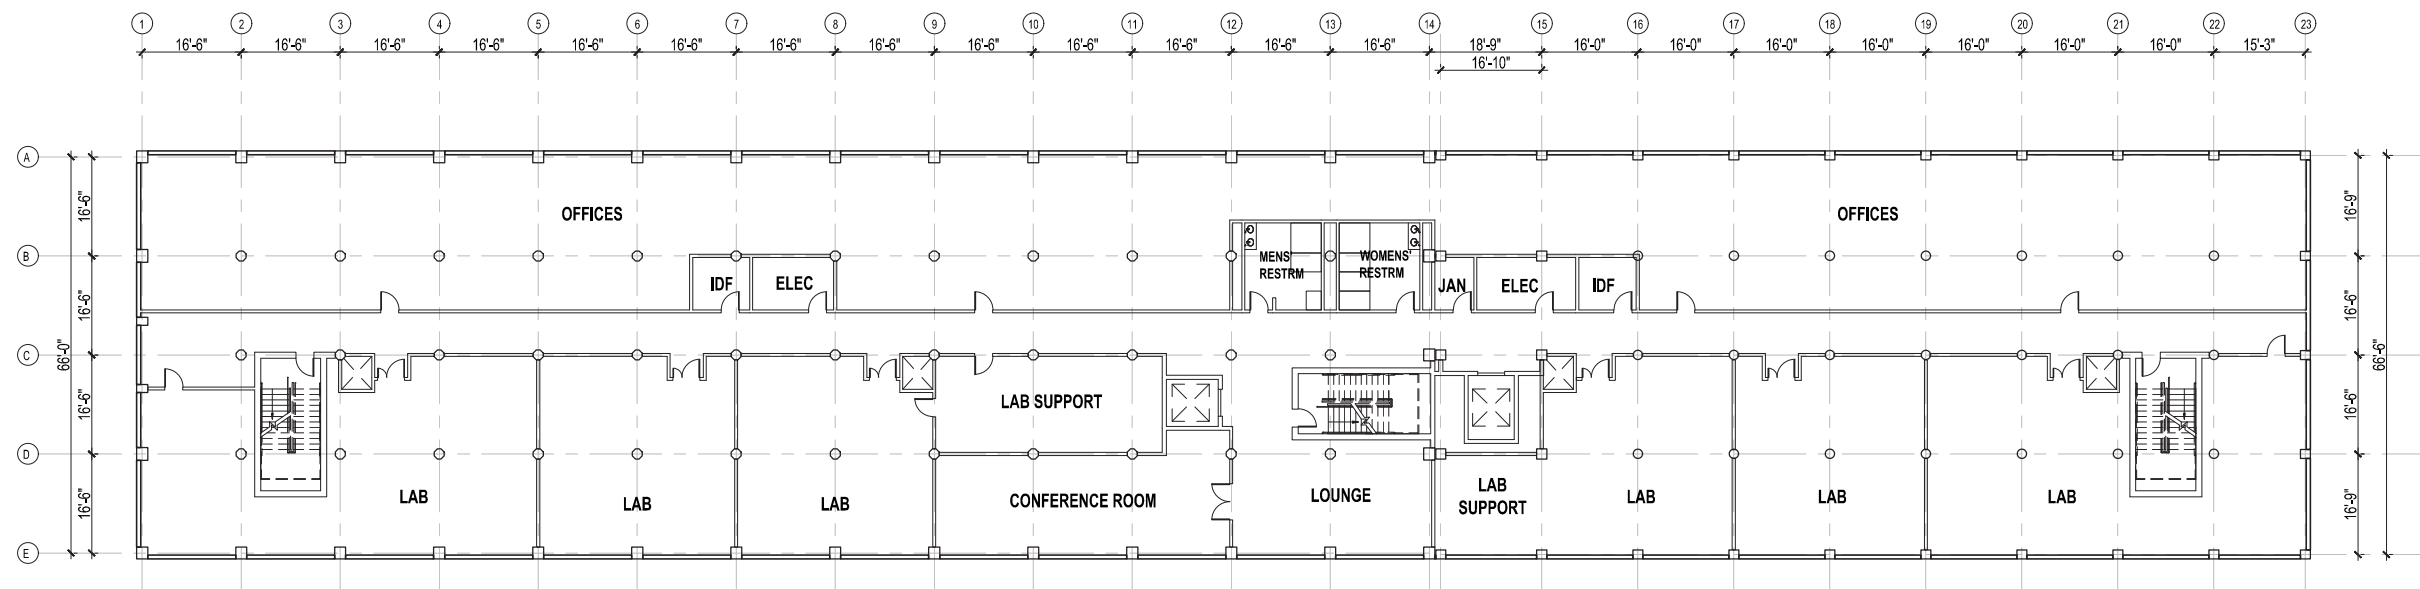 1 2 3 4 5 6 7 8 9 10 11 12 13 14 15 16 17 18 19 20 21 22 23
16'-6" 16'-6" 16'-6" 16'-6" 16'-6" 16'-6" 16'-6" 16'-6" 16'-6" 16'-6" 16'-6" 16'-6" 16'-6" 18'-9" 16'-0" 16'-0" 16'-0" 16'-0" 16'-0" 16'-0" 16'-0" 15'-3"
16'-10"
A
B
C
D
E
66'-0"
16'-6"
16'-6"
16'-6"
16'-6"
OFFICES
OFFICES
IDF
ELEC
MENS'
RESTRM
WOMENS'
RESTRM
JAN
ELEC
IDF
LAB SUPPORT
LAB
LAB
LAB
CONFERENCE ROOM
LOUNGE
LAB
SUPPORT
LAB
LAB
LAB
16'-9"
16'-6"
16'-6"
16'-9"
66'-6"